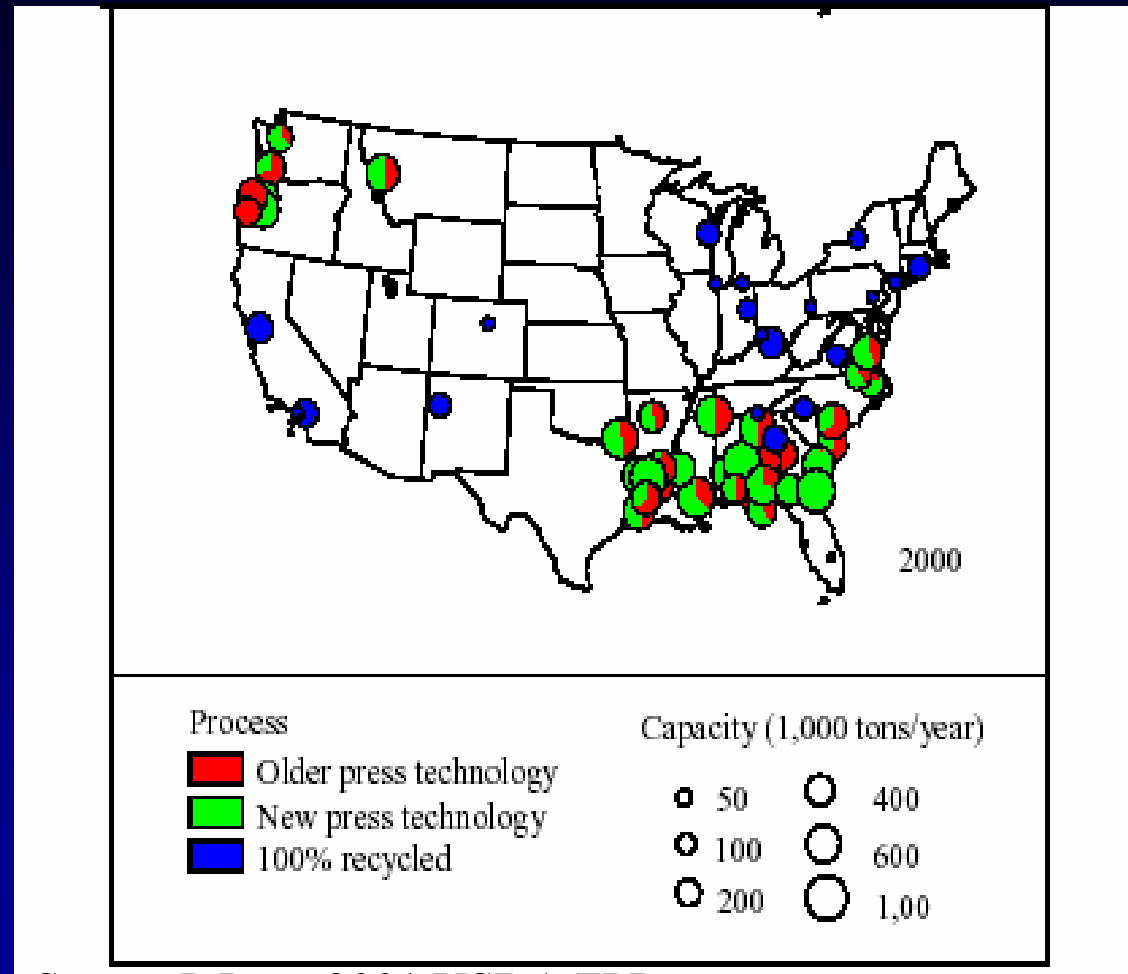 2000
Process
Older press technology
New press technology
100% recycled
Capacity (1,000 tons/year)
50
100
200
400
600
1,00